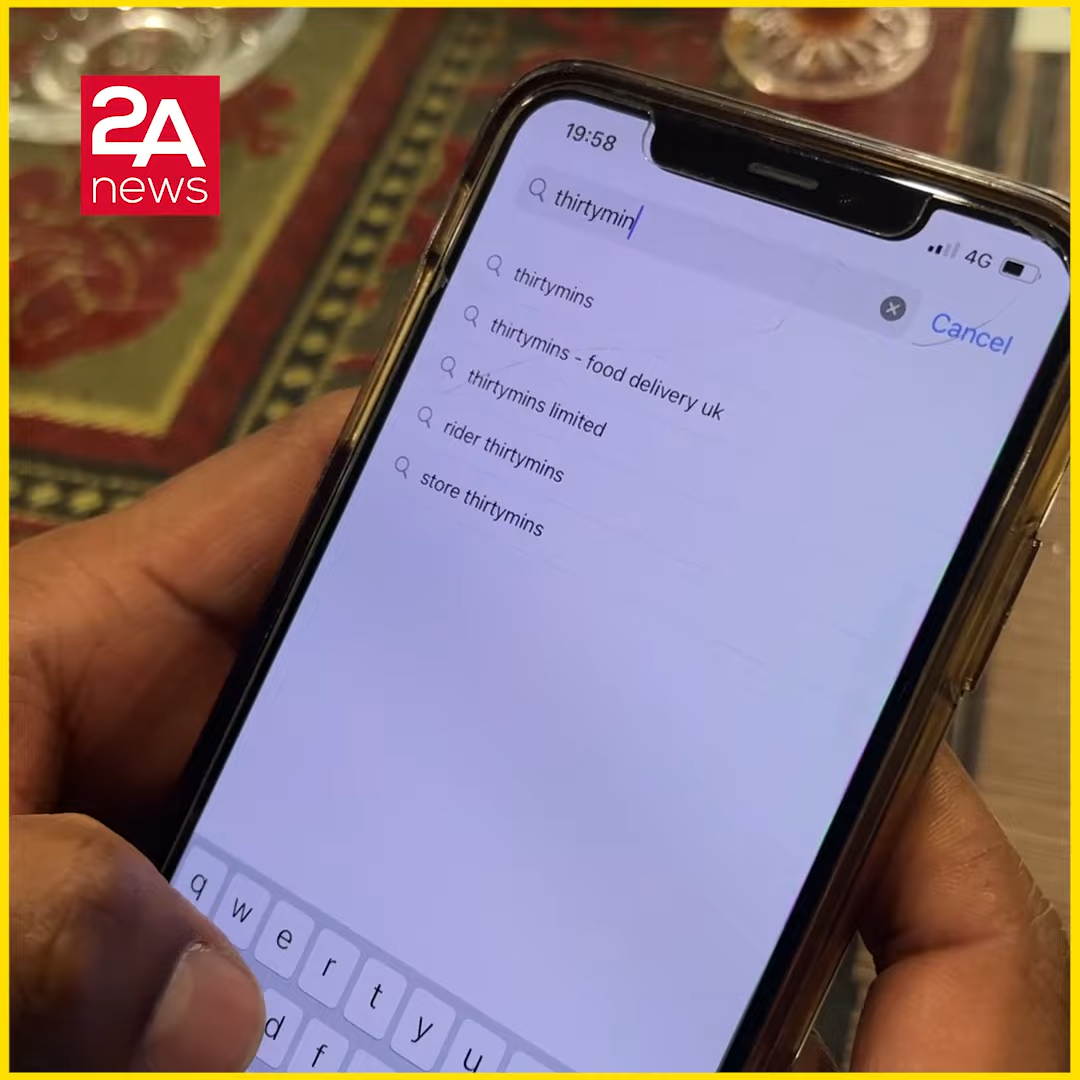 2A
news
19:58
4G
thirtymin
Cancel
thirtymins
thirtymins - food delivery uk
thirtymins limited
rider thirtymins
store thirtymins
q w e r t y u
d f